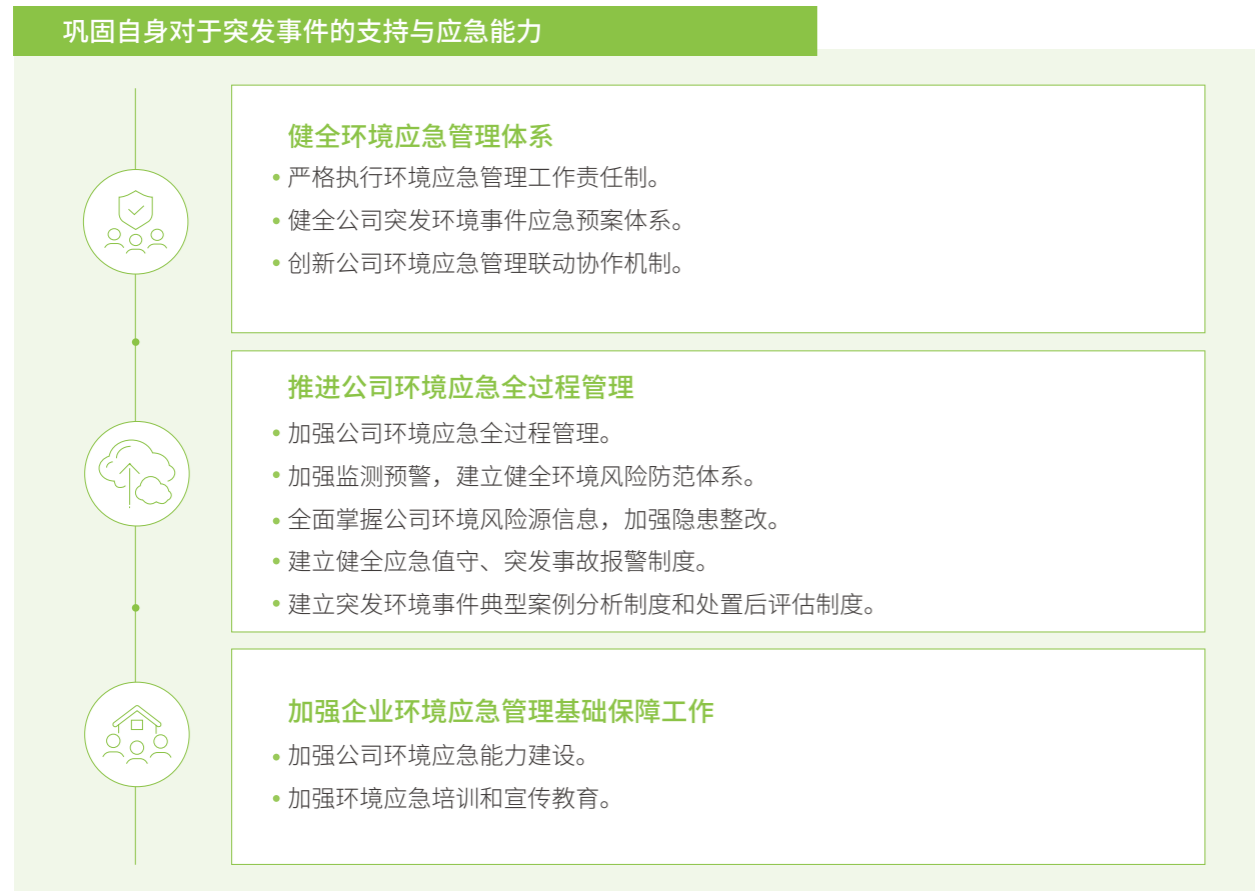 巩固自身对于突发事件的支持与应急能力
健全环境应急管理体系
• 严格执行环境应急管理工作责任制。
• 健全公司突发环境事件应急预案体系。
• 创新公司环境应急管理联动协作机制。
推进公司环境应急全过程管理
• 加强公司环境应急全过程管理。
• 加强监测预警，建立健全环境风险防范体系。
• 全面掌握公司环境风险源信息，加强隐患整改。
• 建立健全应急值守、突发事故报警制度。
• 建立突发环境事件典型案例分析制度和处置后评估制度。
加强企业环境应急管理基础保障工作
• 加强公司环境应急能力建设。
• 加强环境应急培训和宣传教育。